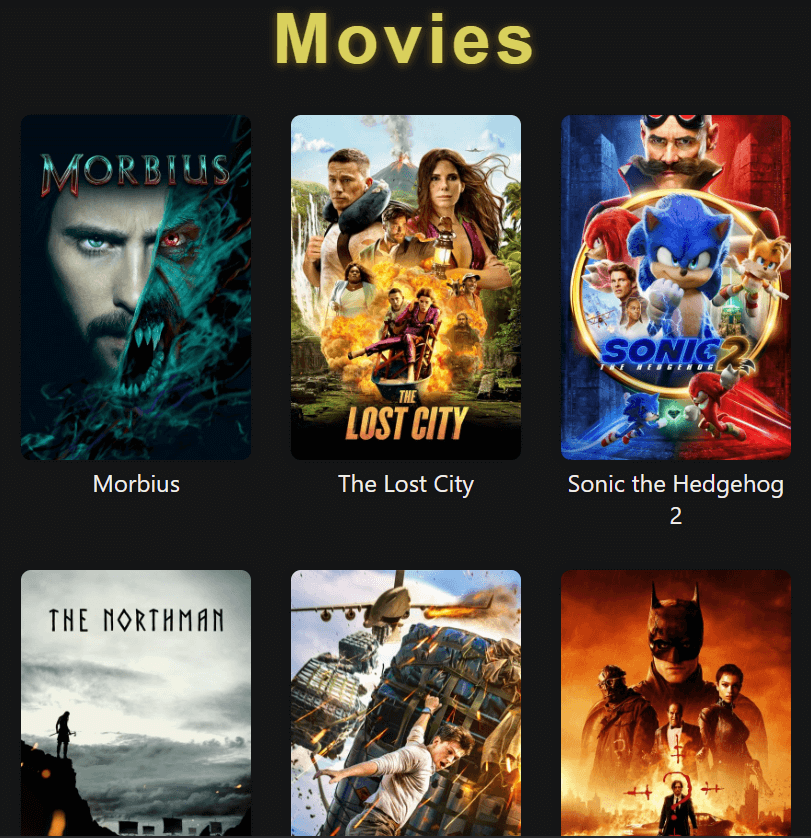 Movies
MORBIUS
THE
LOST CITY
SONIC 2
THE HEDGEHOG
Morbius
The Lost City
Sonic the Hedgehog
2
THE NORTHMAN